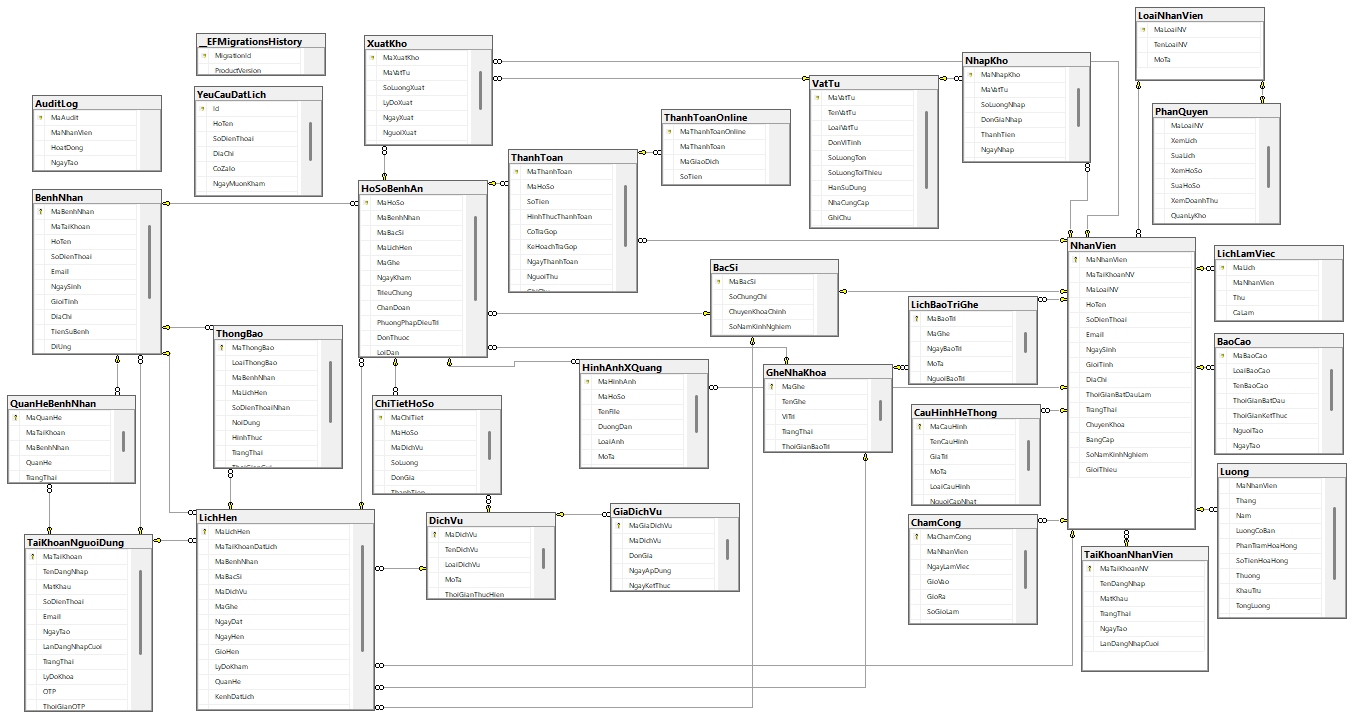 __EFMigrationsHistory
MigrationId
ProductVersion
AuditLog
MaAudit
MaNhanVien
HoatDong
NgayTao
YeuCauDatLich
Id
HoTen
SoDienThoai
DiaChi
CoZalo
NgayMuonKham
XuatKho
MaXuatKho
MaVatTu
SoLuongXuat
LyDoXuat
NgayXuat
NguoiXuat
ThanhToanOnline
MaThanhToanOnline
MaThanhToan
MaGiaoDich
SoTien
VatTu
MaVatTu
TenVatTu
LoaiVatTu
DonViTinh
SoLuongTon
SoLuongToiThieu
HanSuDung
NhaCungCap
GhiChu
NhapKho
MaNhapKho
MaVatTu
SoLuongNhap
DonGiaNhap
ThanhTien
NgayNhap
LoaiNhanVien
MaLoaiNV
TenLoaiNV
MoTa
PhanQuyen
MaLoaiNV
XemLich
SuaLich
XemHoSo
SuaHoSo
XemDoanhThu
QuanLyKho
BenhNhan
MaBenhNhan
MaTaiKhoan
HoTen
SoDienThoai
Email
NgaySinh
GioiTinh
DiaChi
TienSuBenh
DiUng
HoSoBenhAn
MaHoSo
MaBenhNhan
MaBacSi
MaLichHen
MaGhe
NgayKham
TrieuChung
ChanDoan
PhuongPhapDieuTri
DonThuoc
LoiDan
ThanhToan
MaThanhToan
MaHoSo
SoTien
HinhThucThanhToan
CoTraGop
KeHoachTraGop
NgayThanhToan
NguoiThu
GhiChu
BacSi
MaBacSi
SoChungChi
ChuyenKhoaChinh
SoNamKinhNghiem
NhanVien
MaNhanVien
MaTaiKhoanNV
MaLoaiNV
HoTen
SoDienThoai
Email
NgaySinh
GioiTinh
DiaChi
ThoiGianBatDauLam
TrangThai
ChuyenKhoa
BangCap
SoNamKinhNghiem
GioiThieu
LichLamViec
MaLich
MaNhanVien
Thu
CaLam
LichBaoTriGhe
MaBaoTri
MaGhe
NgayBaoTri
MoTa
NguoiBaoTri
BaoCao
MaBaoCao
LoaiBaoCao
TenBaoCao
ThoiGianBatDau
ThoiGianKetThuc
NguoiTao
NgayTao
ThongBao
MaThongBao
LoaiThongBao
MaBenhNhan
MaLichHen
SoDienThoaiNhan
NoiDung
HinhThuc
TrangThai
ThoiGianGui
HinhAnhXQuang
MaHinhAnh
MaHoSo
TenFile
DuongDan
LoaiAnh
MoTa
GheNhaKhoa
MaGhe
TenGhe
ViTri
TrangThai
ThoiGianBaoTri
QuanHeBenhNhan
MaQuanHe
MaTaiKhoan
MaBenhNhan
QuanHe
TrangThai
ChiTietHoSo
MaChiTiet
MaHoSo
MaDichVu
SoLuong
DonGia
ThanhTien
CauHinhHeThong
MaCauHinh
TenCauHinh
GiaTri
MoTa
LoaiCauHinh
NguoiCapNhat
Luong
MaNhanVien
Thang
Nam
LuongCoBan
PhanTramHoaHong
SoTienHoaHong
Thuong
KhauTru
TongLuong
LichHen
MaLichHen
MaTaiKhoanDatLich
MaBenhNhan
MaBacSi
MaDichVu
MaGhe
NgayDat
NgayHen
GioHen
LyDoKham
QuanHe
KenhDatLich
DichVu
MaDichVu
TenDichVu
LoaiDichVu
MoTa
ThoiGianThucHien
GiaDichVu
MaGiaDichVu
MaDichVu
DonGia
NgayApDung
NgayKetThuc
ChamCong
MaChamCong
MaNhanVien
NgayLamViec
GioVao
GioRa
SoGioLam
TaiKhoanNguoiDung
MaTaiKhoan
TenDangNhap
MatKhau
SoDienThoai
Email
NgayTao
LanDangNhapCuoi
TrangThai
LyDoKhoa
OTP
ThoiGianOTP
TaiKhoanNhanVien
MaTaiKhoanNV
TenDangNhap
MatKhau
TrangThai
NgayTao
LanDangNhapCuoi